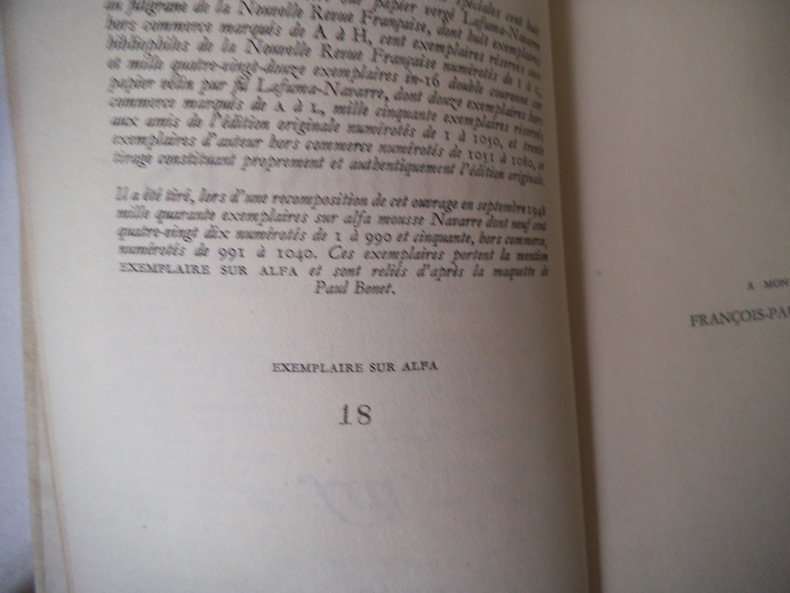 papier vergé Lafuma-Navarre
au filigrane de la Nouvelle Revue Française, dont huit exemplaires
hors commerce marqués de A à H, cent exemplaires réservés aux
bibliophiles de la Nouvelle Revue Française numérotés de 1 à C,
et mille quatre-vingt-douze exemplaires in-16 double couronne sur
papier vélin pur fil Lafuma-Navarre, dont douze exemplaires hors
commerce marqués de A à L, mille cinquante exemplaires réservés
aux amis de l'édition originale numérotés de 1 à 1050, et trente
exemplaires d'auteur hors commerce numérotés de 1051 à 1080, ce
tirage constituant proprement et authentiquement l'édition originale.
Il a été tiré, lors d'une recomposition de cet ouvrage en septembre 1948
mille quarante exemplaires sur alfa mousse Navarre dont neuf cent
quatre-vingt dix numérotés de 1 à 990 et cinquante, hors commerce,
numérotés de 991 à 1040. Ces exemplaires portent la mention
EXEMPLAIRE SUR ALFA et sont reliés d'après la maquette de
Paul Bonet.
EXEMPLAIRE SUR ALFA
18
A MON
FRANÇOIS-PA